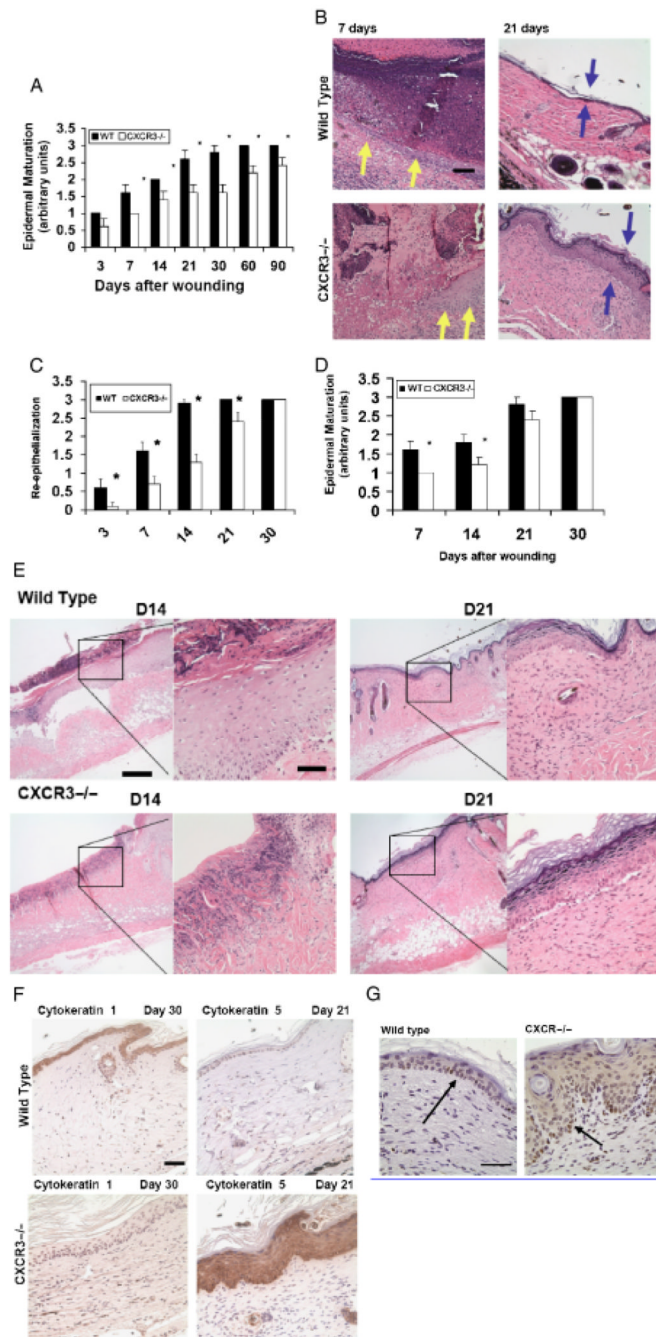 A
Epidermal Maturation
(arbitrary units)
3.5
3
2.5
2
1.5
1
0.5
0
WT CXCR3-/-
* * * * * *
3 7 14 21 30 60 90
Days after wounding
B
7 days 21 days
Wild Type
CXCR3-/-
C
Re-epithelialization
3.5
3
2.5
2
1.5
1
0.5
0
WT CXCR3-/-
* * * *
3 7 14 21 30
D
Epidermal Maturation
(arbitrary units)
3.5
3
2.5
2
1.5
1
0.5
0
WT CXCR3-/-
* *
7 14 21 30
Days after wounding
E
Wild Type
D14 D21
CXCR3-/-
D14 D21
F
Cytokeratin 1 Day 30 Cytokeratin 5 Day 21
Wild Type
Cytokeratin 1 Day 30 Cytokeratin 5 Day 21
CXCR3-/-
G
Wild type CXCR-/-